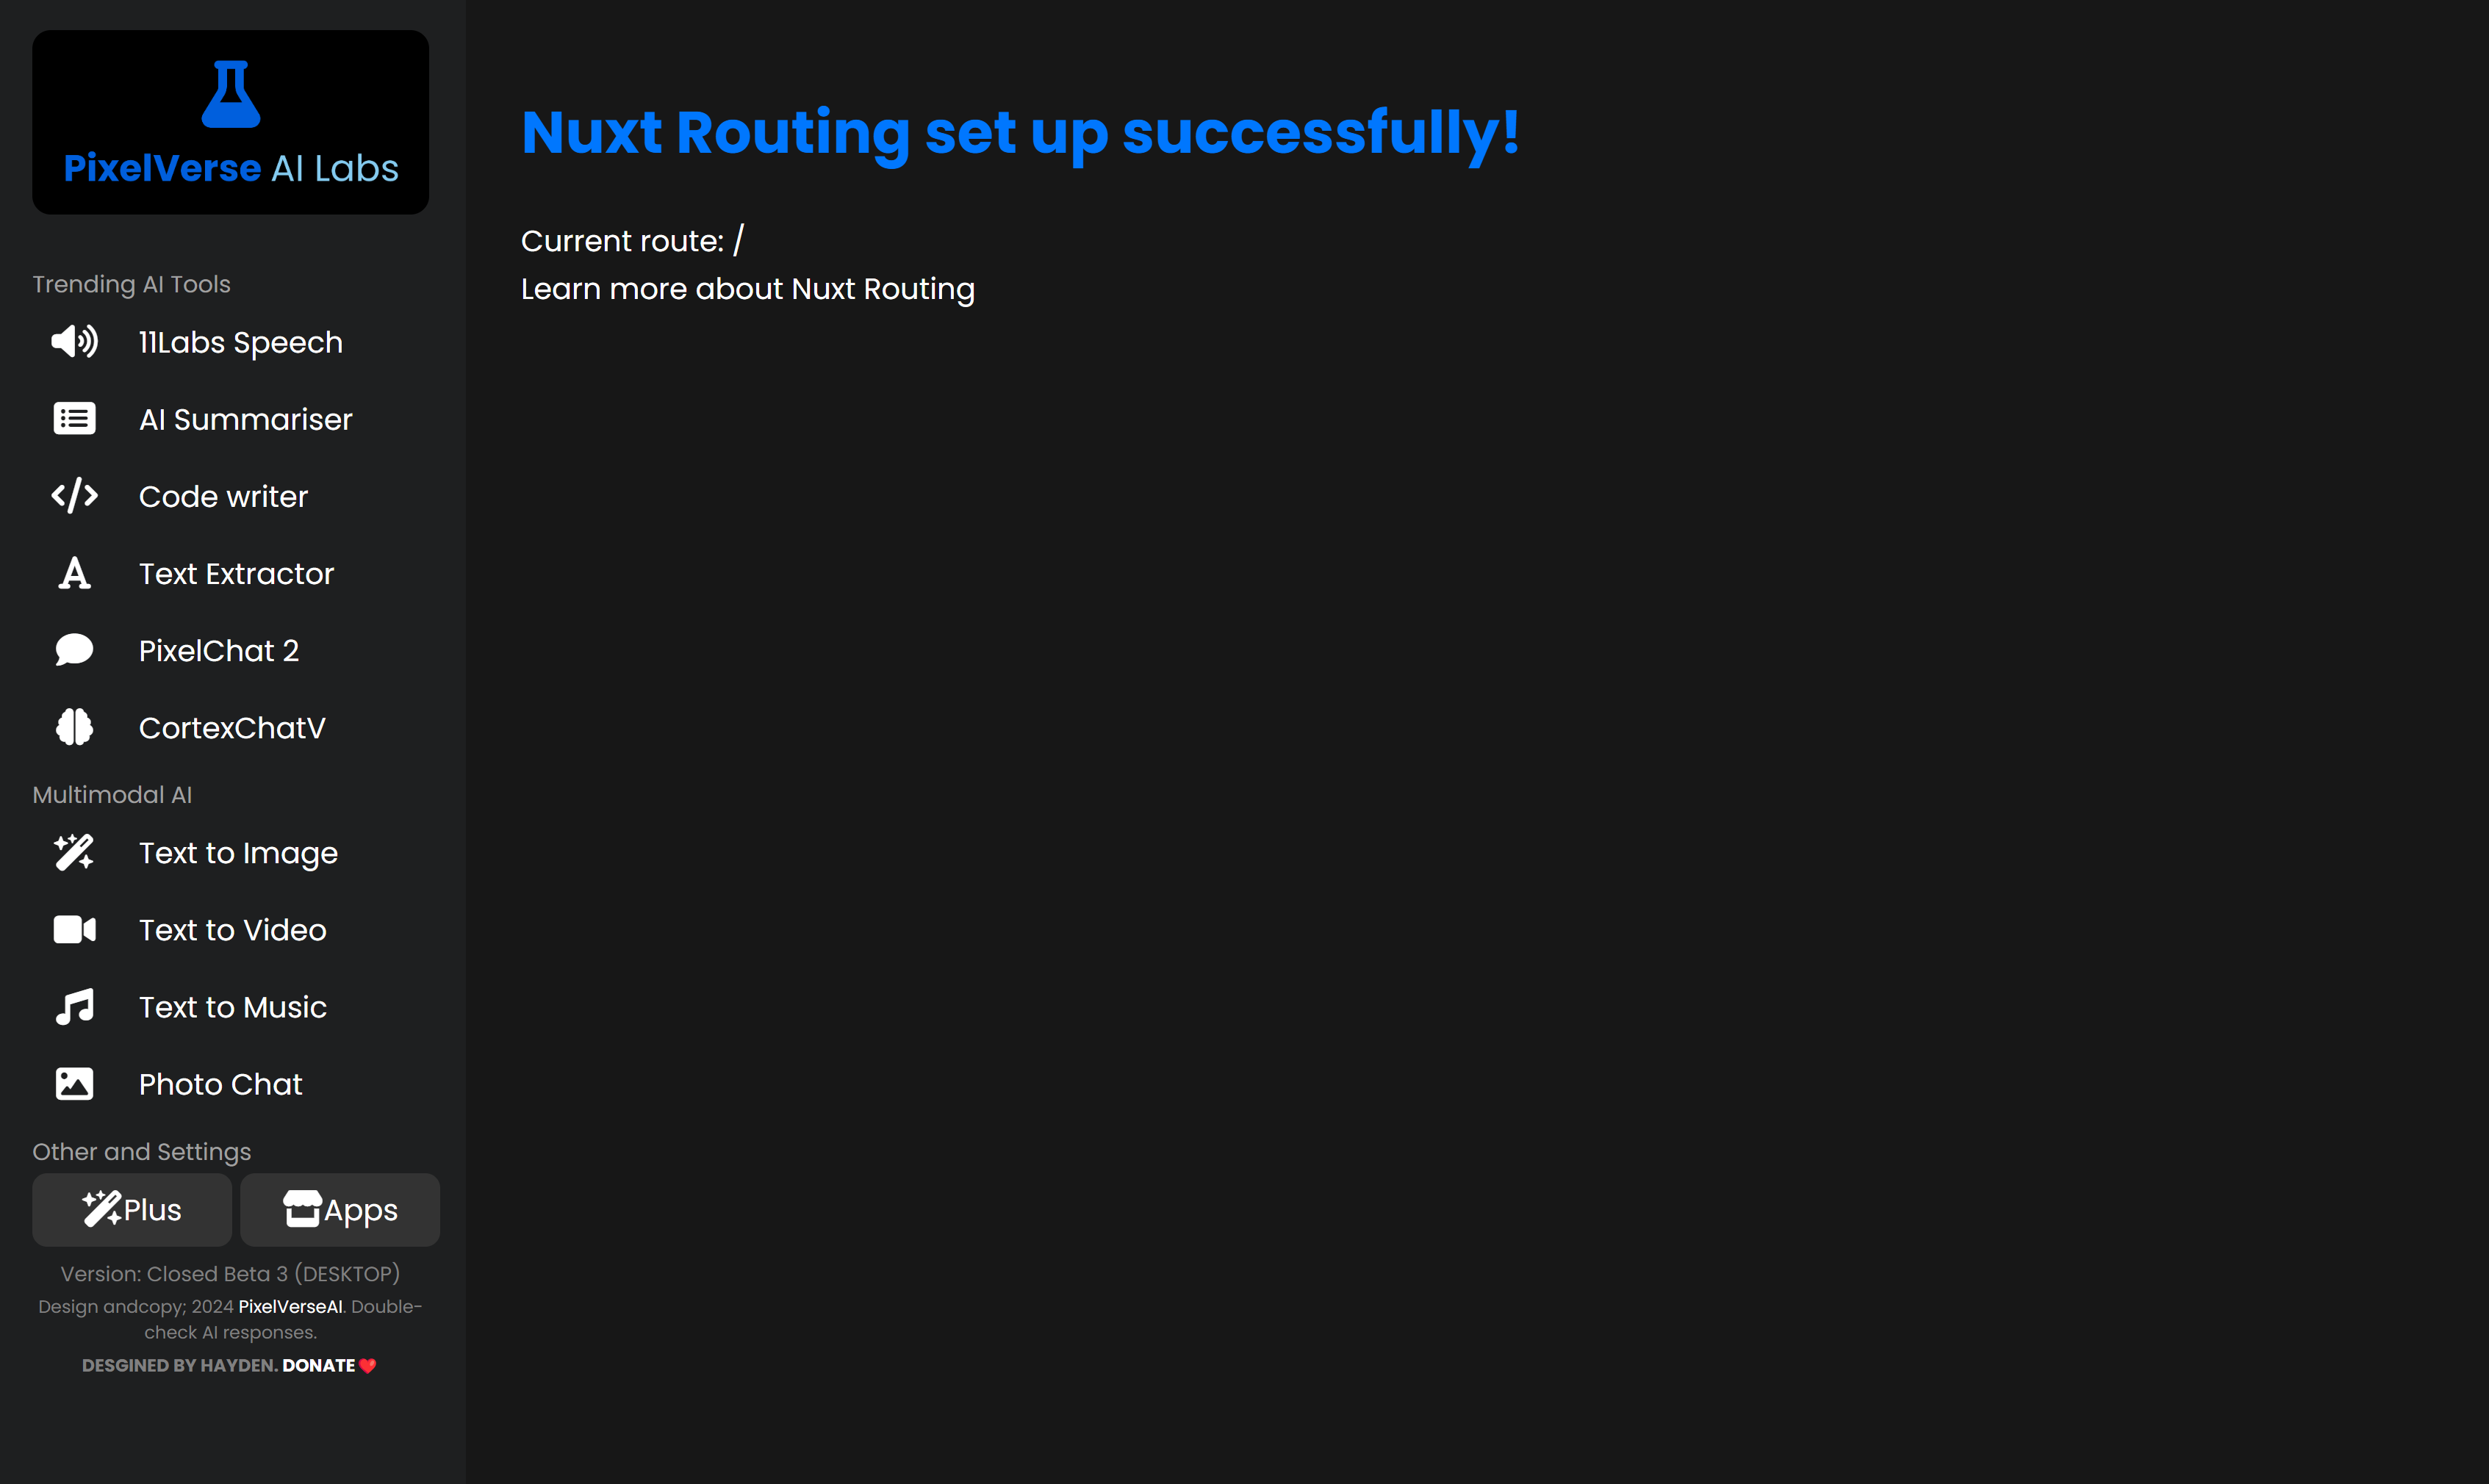 PixelVerse AI Labs
Trending AI Tools
11Labs Speech
AI Summariser
Code writer
Text Extractor
PixelChat 2
CortexChatV
Multimodal AI
Text to Image
Text to Video
Text to Music
Photo Chat
Other and Settings
Plus
Apps
Version: Closed Beta 3 (DESKTOP)
Design andcopy; 2024 PixelVerseAI. Double-
check AI responses.
DESGINED BY HAYDEN. DONATE ❤️
Nuxt Routing set up successfully!
Current route: /
Learn more about Nuxt Routing